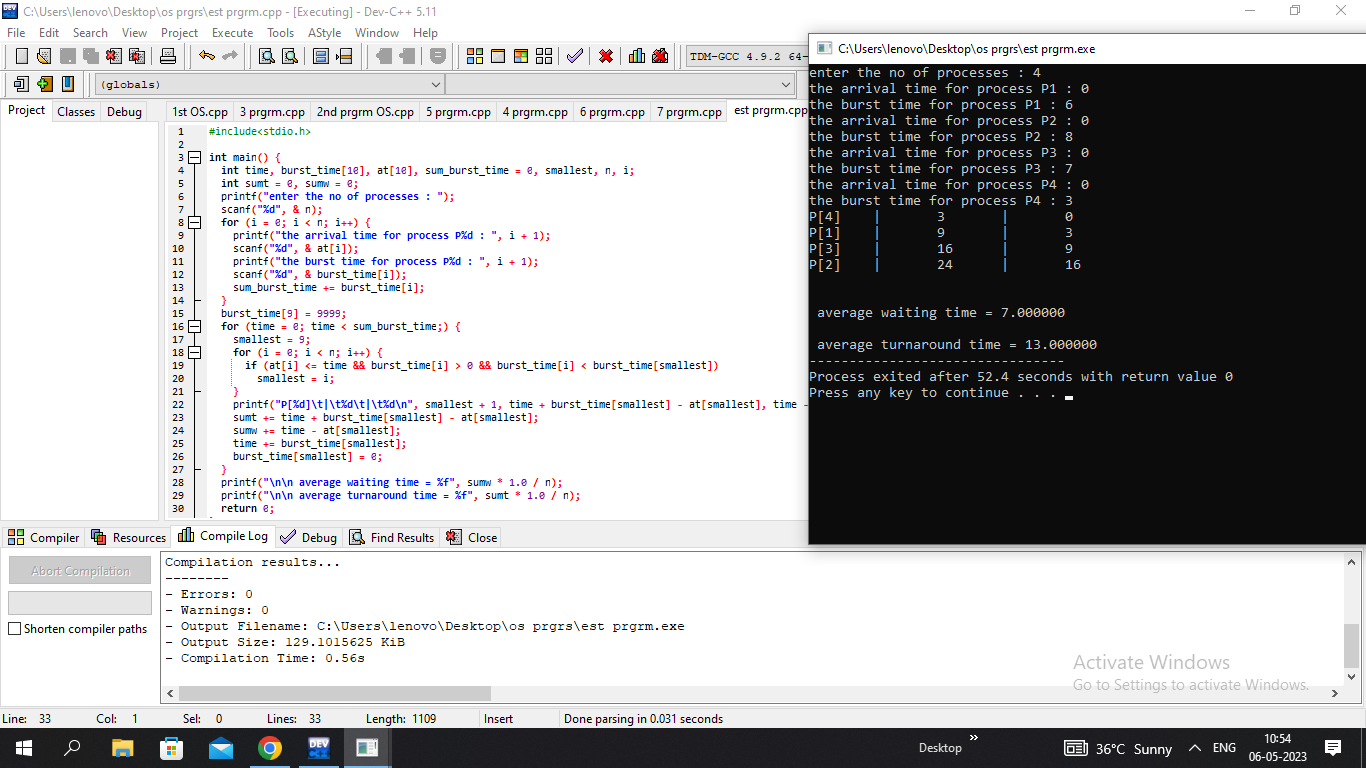 C:\Users\lenovo\Desktop\os prgrs\est prgrm.cpp - [Executing] - Dev-C++ 5.11
File Edit Search View Project Execute Tools AStyle Window Help
TDM-GCC 4.9.2 64-
(globals)
Project Classes Debug
1st OS.cpp 3 prgrm.cpp 2nd prgrm OS.cpp 5 prgrm.cpp 4 prgrm.cpp 6 prgrm.cpp 7 prgrm.cpp est prgrm.cpp
1 #include<stdio.h>
2
3 int main() {
4 int time, burst_time[10], at[10], sum_burst_time = 0, smallest, n, i;
5 int sumt = 0, sumw = 0;
6 printf("enter the no of processes : ");
7 scanf("%d", & n);
8 for (i = 0; i < n; i++) {
9 printf("the arrival time for process P%d : ", i + 1);
10 scanf("%d", & at[i]);
11 printf("the burst time for process P%d : ", i + 1);
12 scanf("%d", & burst_time[i]);
13 sum_burst_time += burst_time[i];
14 }
15 burst_time[9] = 9999;
16 for (time = 0; time < sum_burst_time;) {
17 smallest = 9;
18 for (i = 0; i < n; i++) {
19 if (at[i] <= time && burst_time[i] > 0 && burst_time[i] < burst_time[smallest])
20 smallest = i;
21 }
22 printf("P[%d]\t|\t%d\t|\t%d\n", smallest + 1, time + burst_time[smallest] - at[smallest], time -
23 sumt += time + burst_time[smallest] - at[smallest];
24 sumw += time - at[smallest];
25 time += burst_time[smallest];
26 burst_time[smallest] = 0;
27 }
28 printf("\n\n average waiting time = %f", sumw * 1.0 / n);
29 printf("\n\n average turnaround time = %f", sumt * 1.0 / n);
30 return 0;
C:\Users\lenovo\Desktop\os prgrs\est prgrm.exe
enter the no of processes : 4
the arrival time for process P1 : 0
the burst time for process P1 : 6
the arrival time for process P2 : 0
the burst time for process P2 : 8
the arrival time for process P3 : 0
the burst time for process P3 : 7
the arrival time for process P4 : 0
the burst time for process P4 : 3
P[4] | 3 | 0
P[1] | 9 | 3
P[3] | 16 | 9
P[2] | 24 | 16
average waiting time = 7.000000
average turnaround time = 13.000000
--------------------------------
Process exited after 52.4 seconds with return value 0
Press any key to continue . . .
Compiler Resources Compile Log Debug Find Results Close
Abort Compilation
Shorten compiler paths
Compilation results...
--------
- Errors: 0
- Warnings: 0
- Output Filename: C:\Users\lenovo\Desktop\os prgrs\est prgrm.exe
- Output Size: 129.1015625 KiB
- Compilation Time: 0.56s
Activate Windows
Go to Settings to activate Windows.
Line: 33 Col: 1 Sel: 0 Lines: 33 Length: 1109 Insert Done parsing in 0.031 seconds
DEV
Desktop
36°C Sunny
ENG
10:54
06-05-2023